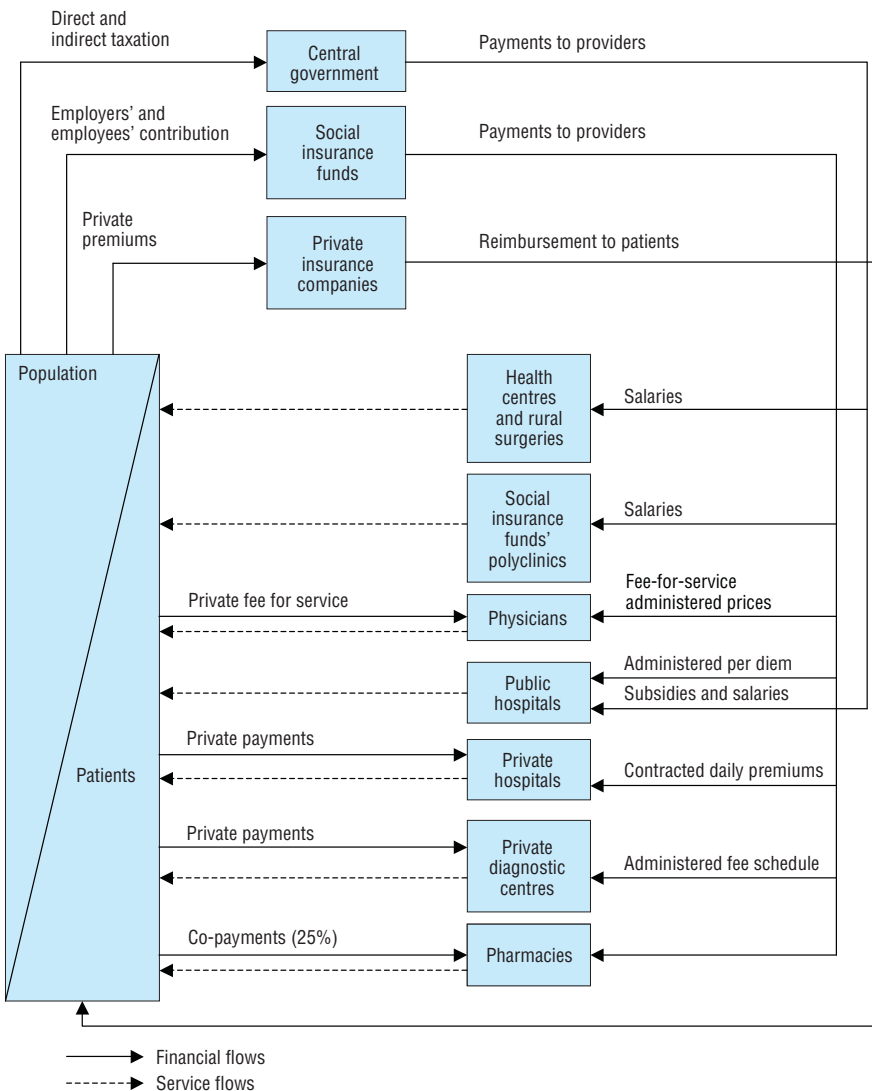 Direct and
indirect taxation
Central
government
Payments to providers
Employers’ and
employees’ contribution
Social
insurance
funds
Payments to providers
Private
premiums
Private
insurance
companies
Reimbursement to patients
Population
Health
centres
and rural
surgeries
Salaries
Social
insurance
funds’
polyclinics
Salaries
Private fee for service
Physicians
Fee-for-service
administered prices
Public
hospitals
Administered per diem
Subsidies and salaries
Patients
Private payments
Private
hospitals
Contracted daily premiums
Private payments
Private
diagnostic
centres
Administered fee schedule
Co-payments (25%)
Pharmacies
Financial flows
Service flows